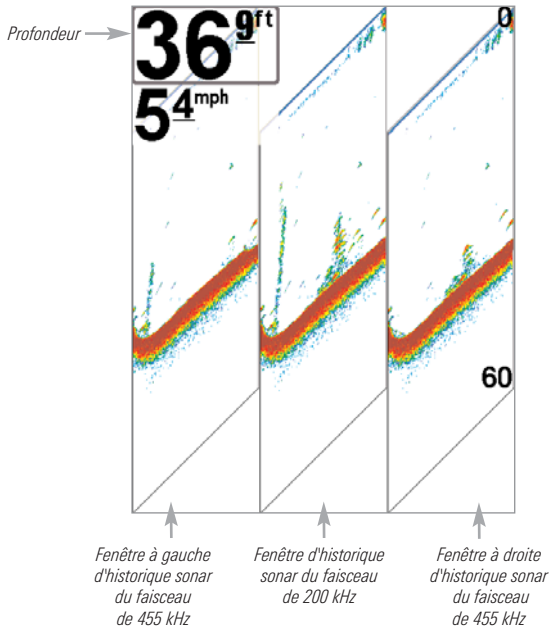 Profondeur
36 9 ft
5 4 mph
0
60
Fenêtre à gauche
d'historique sonar
du faisceau
de 455 kHz
Fenêtre d'historique
sonar du faisceau
de 200 kHz
Fenêtre à droite
d'historique sonar
du faisceau
de 455 kHz